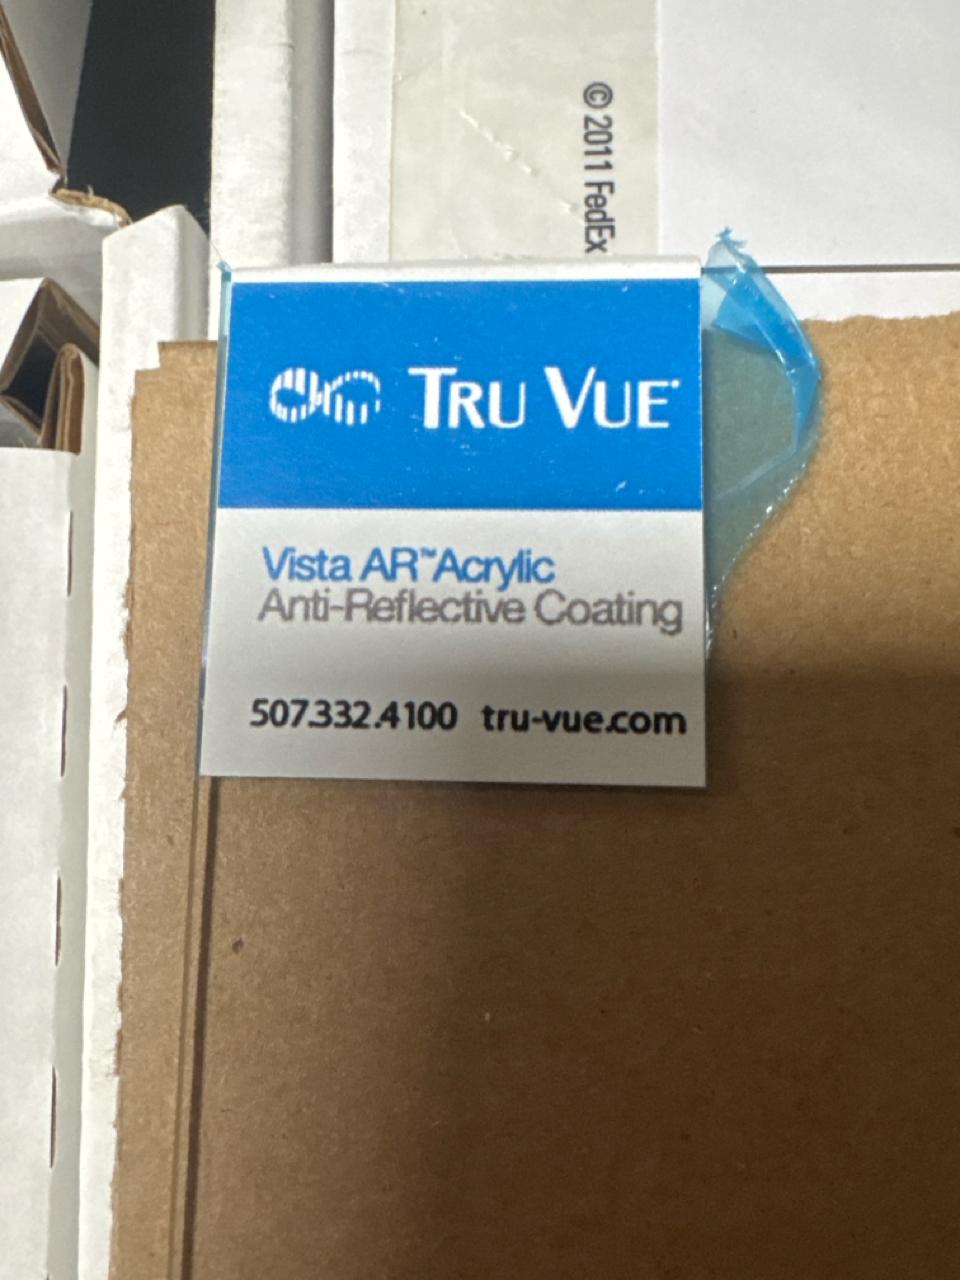 © 2011 FedEx
TRU VUE®
Vista AR™ Acrylic
Anti-Reflective Coating
507.332.4100 tru-vue.com